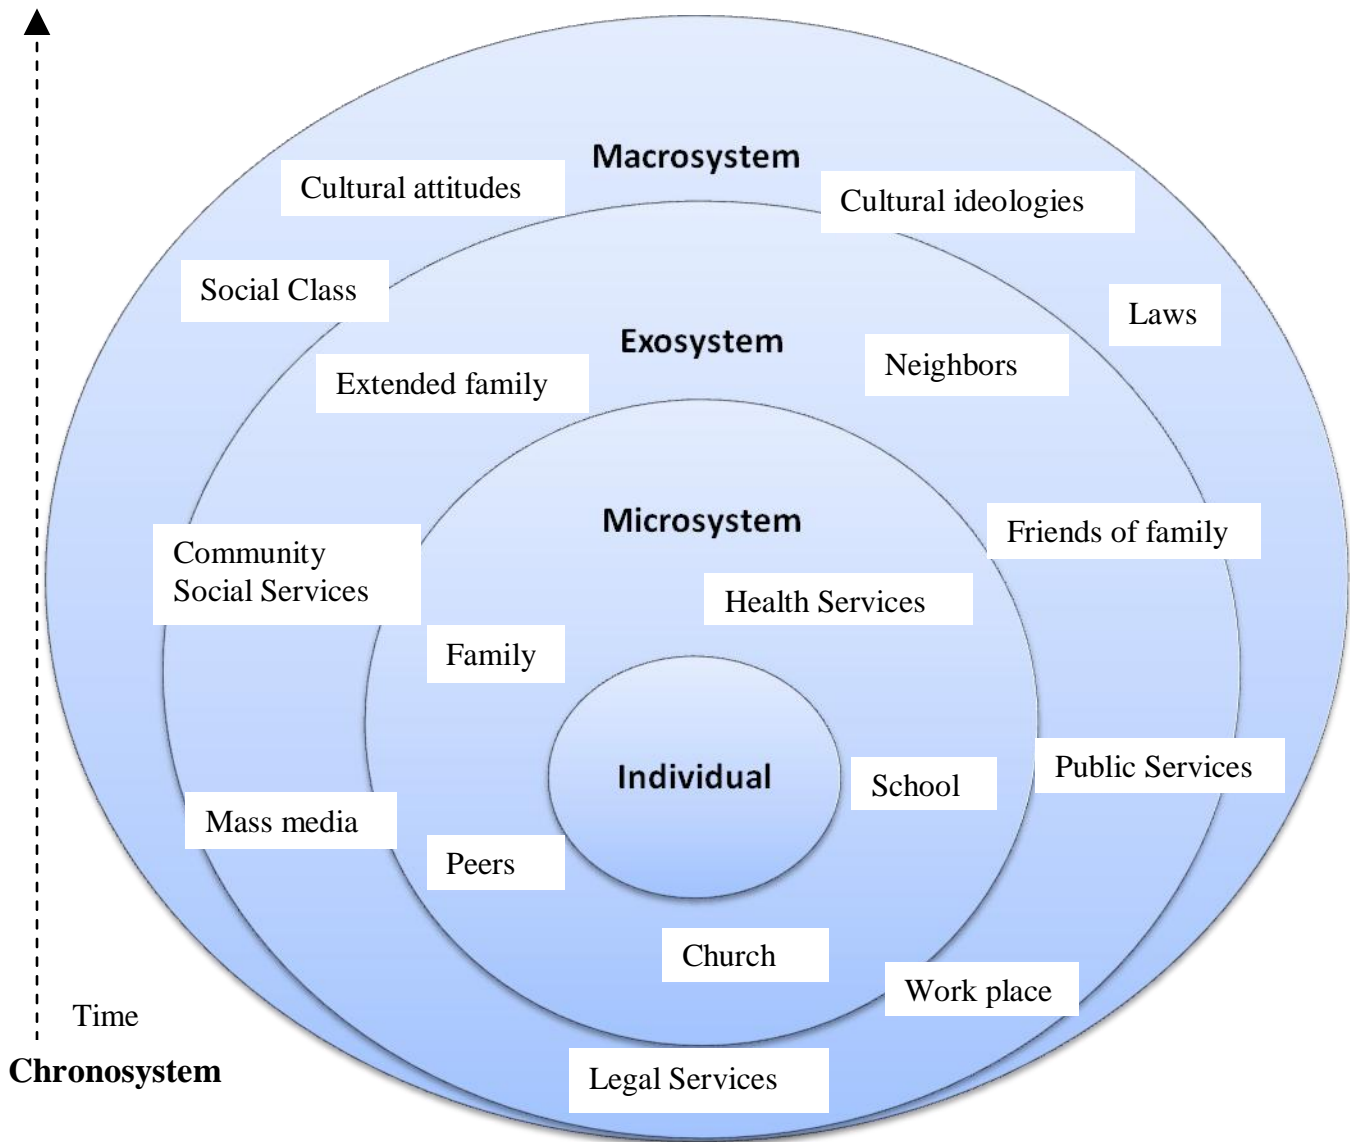 Macrosystem
Cultural attitudes
Cultural ideologies
Social Class
Laws
Exosystem
Neighbors
Extended family
Microsystem
Friends of family
Community
Social Services
Health Services
Family
Individual
School
Public Services
Mass media
Peers
Church
Work place
Time
Chronosystem
Legal Services